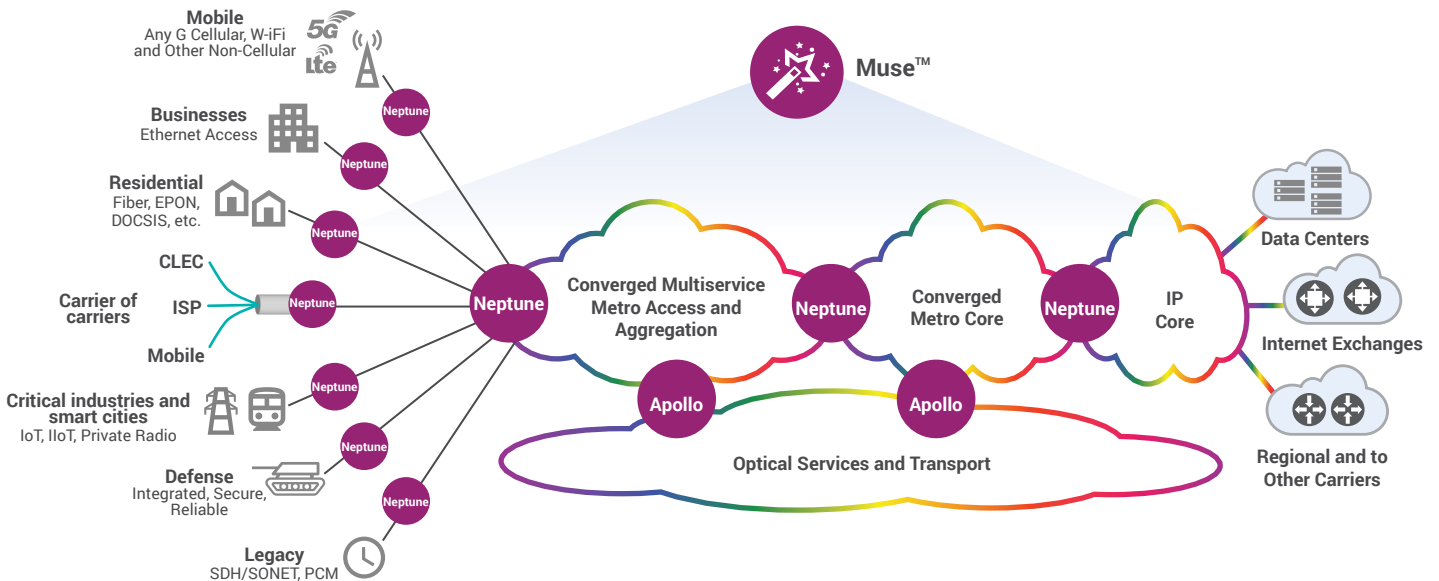 Mobile
Any G Cellular, W-iFi
and Other Non-Cellular
5G
lte
Neptune
Businesses
Ethernet Access
Neptune
Residential
Fiber, EPON,
DOCSIS, etc.
Neptune
CLEC
Carrier of
carriers
ISP
Mobile
Neptune
Critical industries and
smart cities
IoT, IIoT, Private Radio
Neptune
Defense
Integrated, Secure,
Reliable
Neptune
Legacy
SDH/SONET, PCM
Neptune
Muse™
Neptune
Converged Multiservice
Metro Access and
Aggregation
Neptune
Converged
Metro Core
Neptune
IP
Core
Apollo
Apollo
Optical Services and Transport
Data Centers
Internet Exchanges
Regional and to
Other Carriers